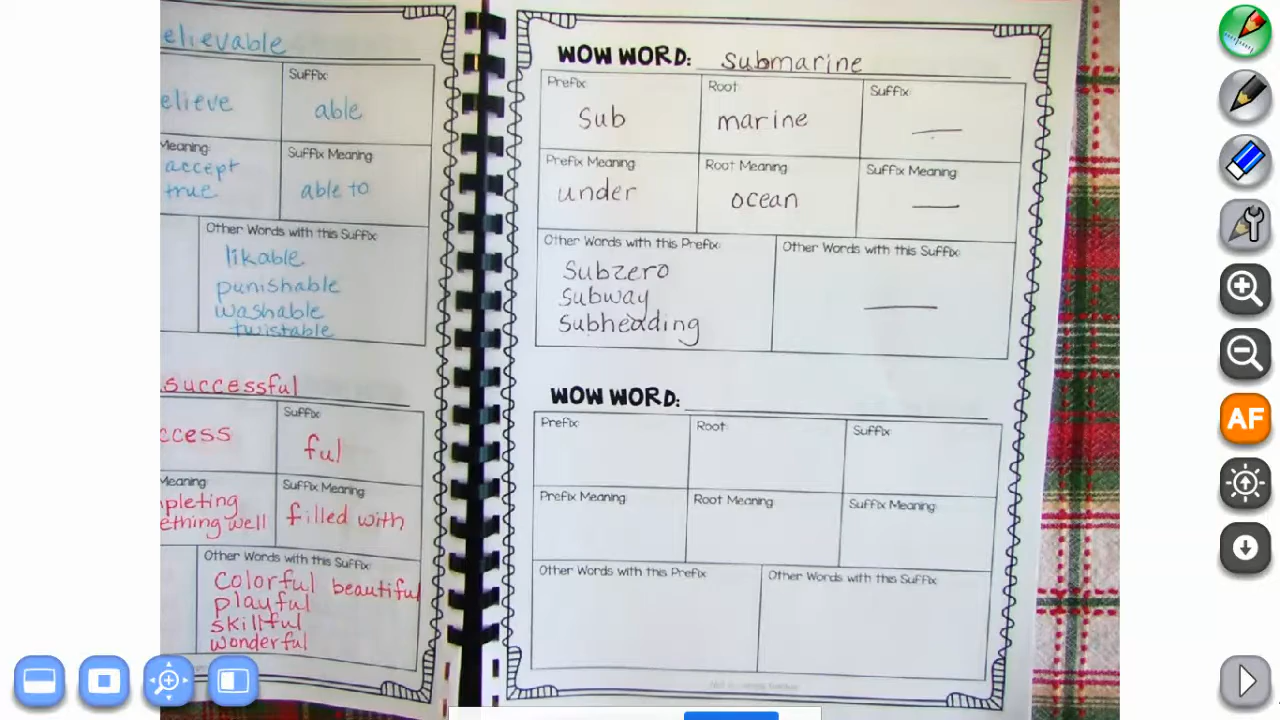 elievable
Suffix:
elieve
able
Meaning:
Suffix Meaning
accept
true
able to
Other Words with this Suffix:
likable
punishable
washable
twistable
successful
Suffix:
ccess
ful
Meaning
Suffix Meaning
pleting
ething well
filled with
Other Words with this Suffix:
colorful beautiful
playful
skillful
wonderful
WOW WORD: submarine
Prefix:
Root:
Suffix:
Sub
marine
Prefix Meaning
Root Meaning
Suffix Meaning
under
ocean
Other Words with this Prefix:
Other Words with this Suffix:
Subzero
subway
subheading
WOW WORD:
Prefix:
Root:
Suffix:
Prefix Meaning
Root Meaning
Suffix Meaning
Other Words with this Prefix:
Other Words with this Suffix:
AF